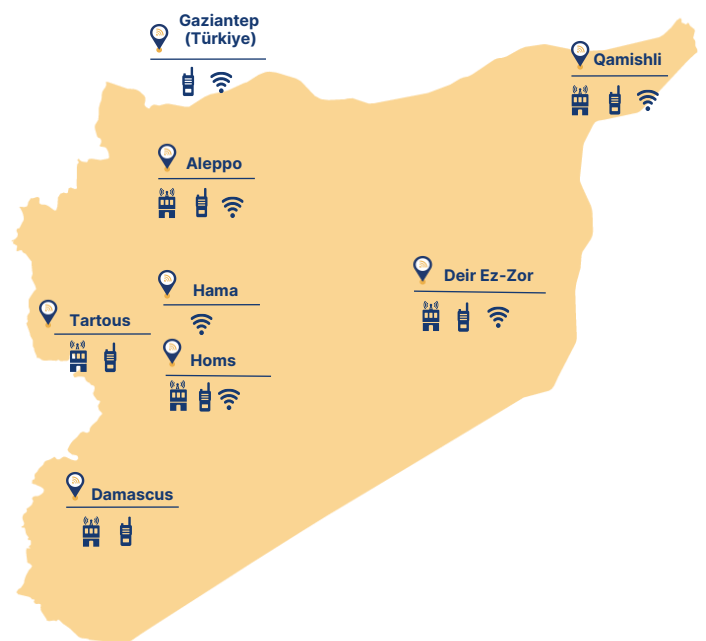 Gaziantep
(Türkiye)
Qamishli
Aleppo
Deir Ez-Zor
Hama
Tartous
Homs
Damascus